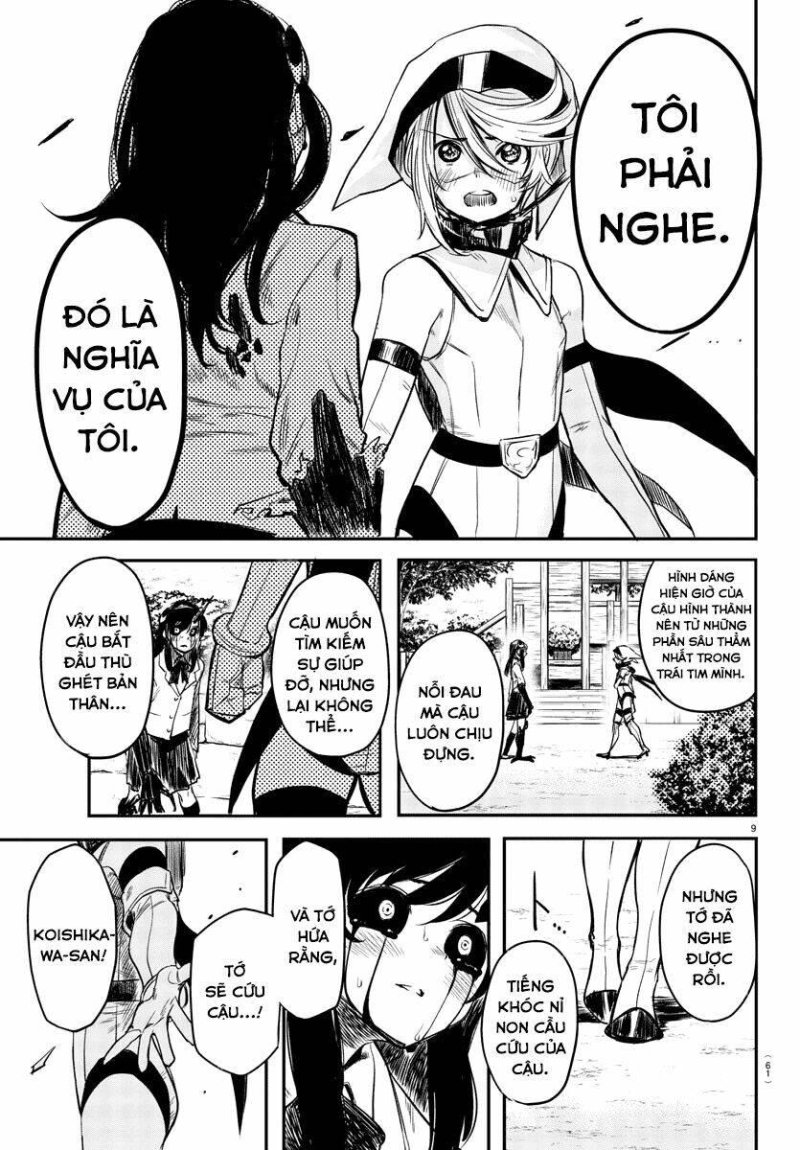 TÔI
PHẢI
NGHE.
ĐÓ LÀ
NGHĨA
VỤ CỦA
TÔI.
HÌNH DÁNG
HIỆN GIỜ CỦA
CẬU HÌNH THÀNH
NÊN TỪ NHỮNG
PHẦN SÂU THẲM
NHẤT TRONG
TRÁI TIM MÌNH.
NỖI ĐAU
MÀ CẬU
LUÔN CHỊU
ĐỰNG.
CẬU MUỐN
TÌM KIẾM
SỰ GIÚP
ĐỠ, NHƯNG
LẠI KHÔNG
THỂ...
VẬY NÊN
CẬU BẮT
ĐẦU THÙ
GHÉT BẢN
THÂN...
9
NHƯNG
TỚ ĐÃ
NGHE
ĐƯỢC
RỒI.
ト...
TIẾNG
KHÓC NỈ
NON CẦU
CỨU CỦA
CẬU.
VÀ TỚ
HỨA
RẰNG,
TỚ
SẼ CỨU
CẬU...!
KOISHIKA-
WA-SAN!
(61)